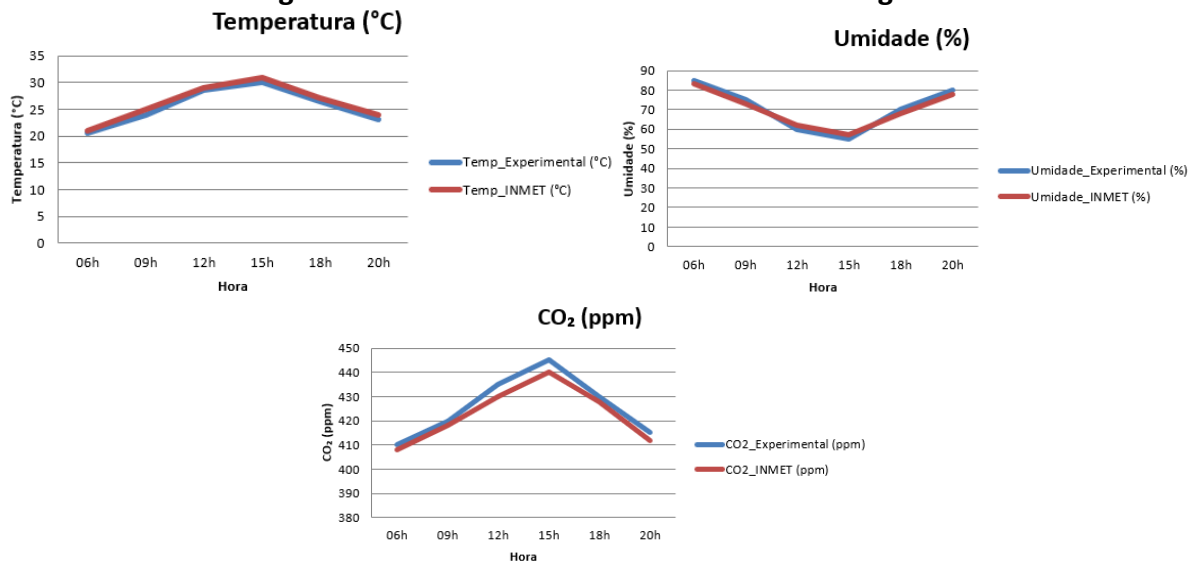 Temperatura (°C)
35
30
25
20
15
10
5
0
Temperatura (°C)
06h 09h 12h 15h 18h 20h
Hora
Temp_Experimental (°C)
Temp_INMET (°C)
Umidade (%)
90
80
70
60
50
40
30
20
10
0
Umidade (%)
06h 09h 12h 15h 18h 20h
Hora
Umidade_Experimental (%)
Umidade_INMET (%)
CO₂ (ppm)
450
440
430
420
410
400
390
380
CO₂ (ppm)
06h 09h 12h 15h 18h 20h
Hora
CO2_Experimental (ppm)
CO2_INMET (ppm)